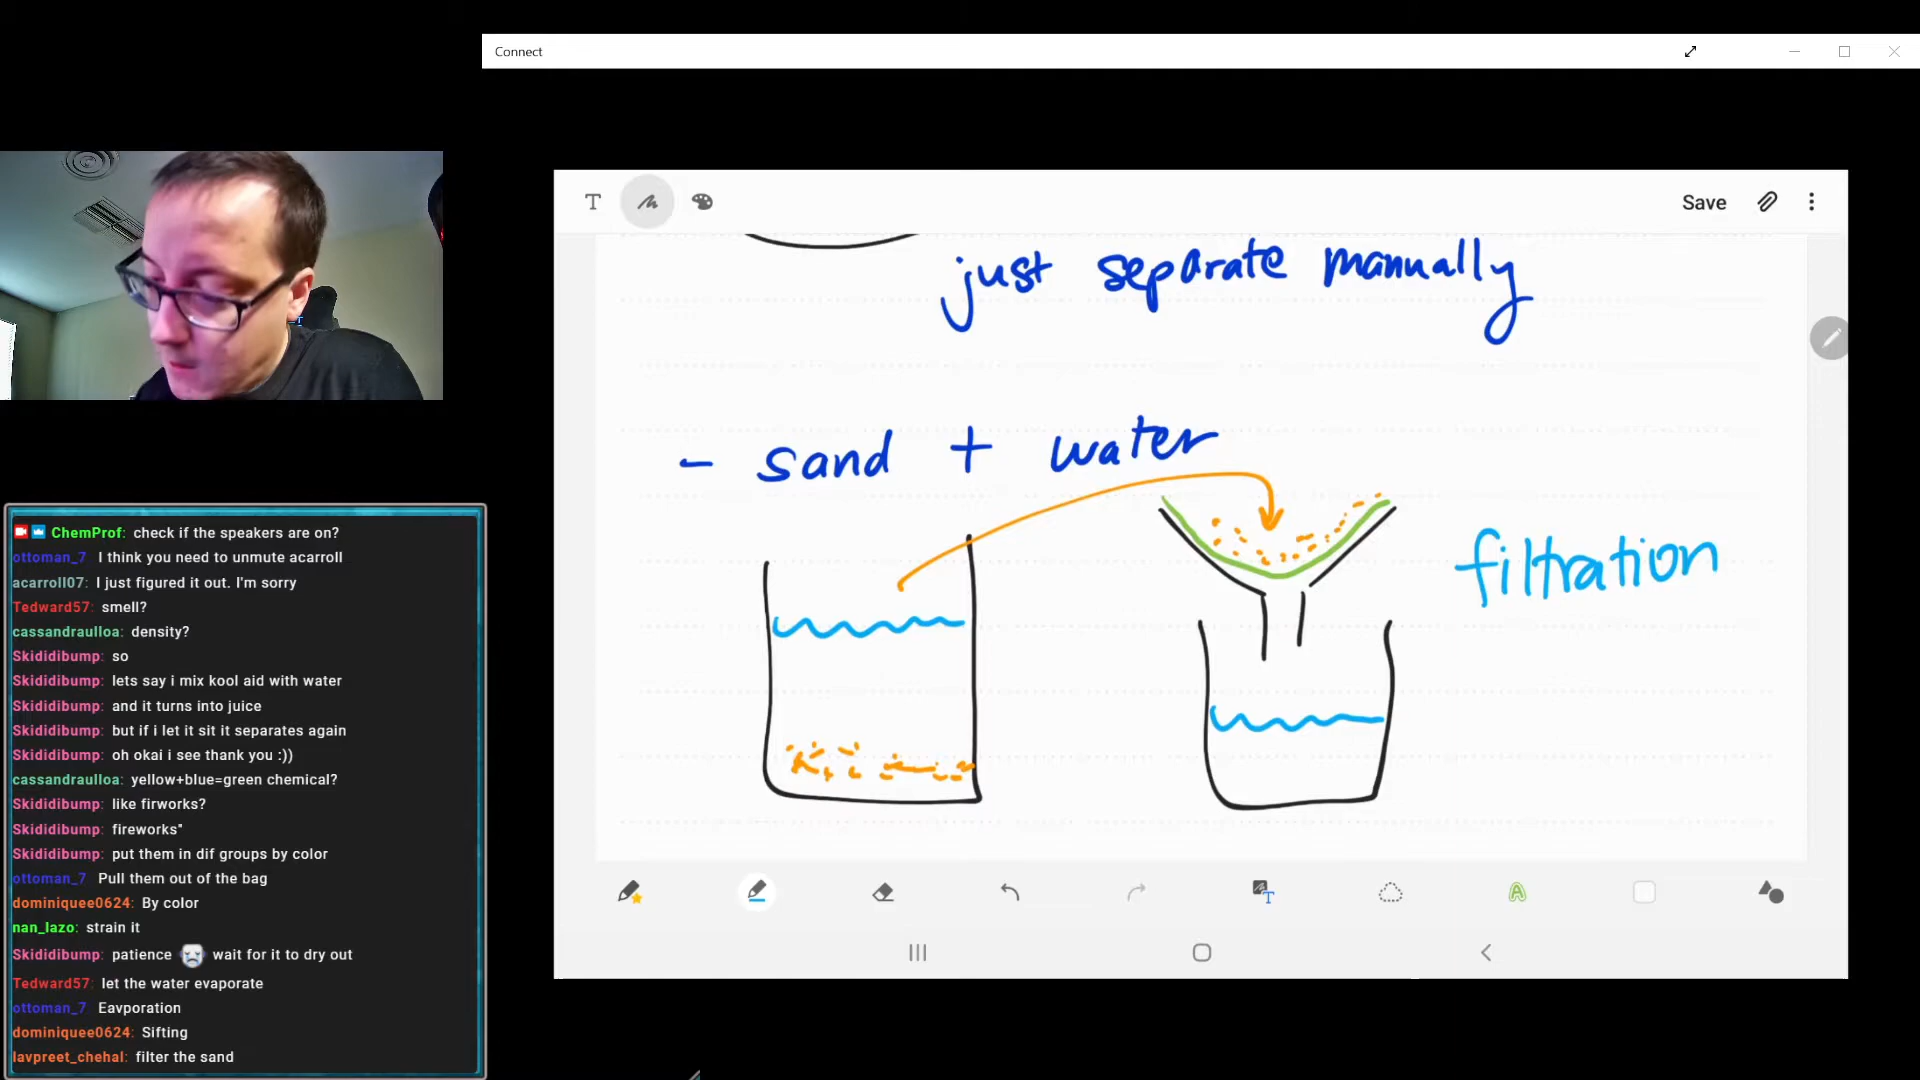 Connect
T
Save
just separate manually
- sand + water
filtration
ChemProf: check if the speakers are on?
ottoman_7 I think you need to unmute acarroll
acarroll07: I just figured it out. I'm sorry
Tedward57: smell?
cassandraulloa: density?
Skididibump: so
Skididibump: lets say i mix kool aid with water
Skididibump: and it turns into juice
Skididibump: but if i let it sit it separates again
Skididibump: oh okai i see thank you :))
cassandraulloa: yellow+blue=green chemical?
Skididibump: like firworks?
Skididibump: fireworks"
Skididibump: put them in dif groups by color
ottoman_7 Pull them out of the bag
dominiquee0624: By color
nan_lazo: strain it
Skididibump: patience wait for it to dry out
Tedward57: let the water evaporate
ottoman_7 Eavporation
dominiquee0624: Sifting
lavpreet_chehal: filter the sand